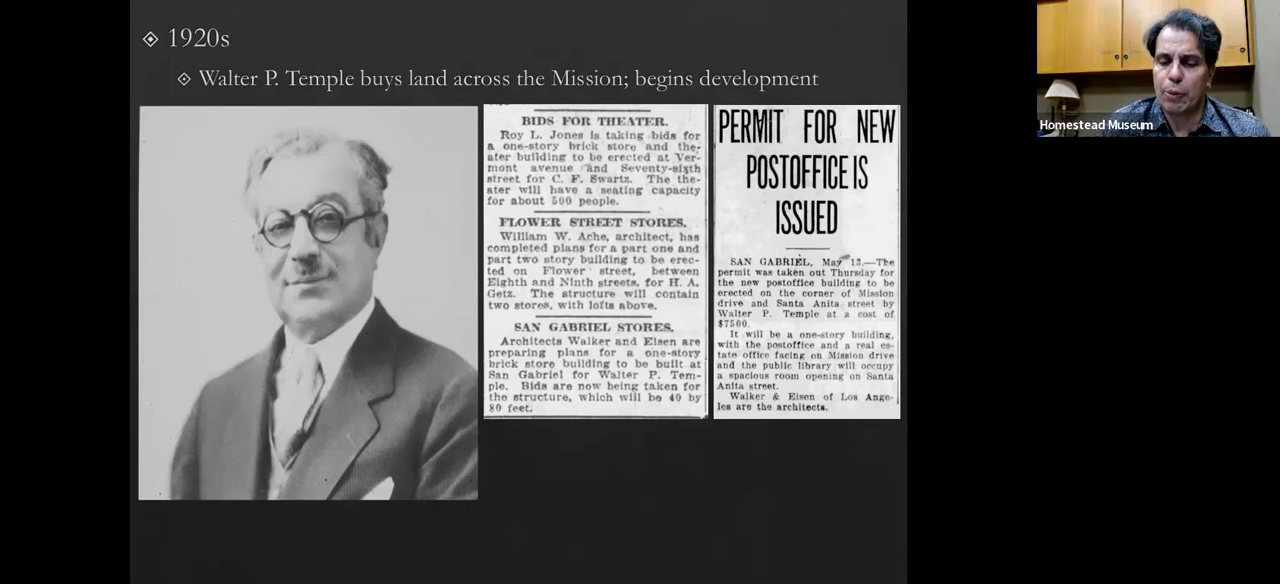 1920s
Walter P. Temple buys land across the Mission; begins development
BIDS FOR THEATER.
Roy L. Jones is taking bids for
a one-story brick store and the-
ater building to be erected at Ver-
mont avenue and Seventy-sixth
street for C. F. Swartz. The the-
ater will have a seating capacity
for about 500 people.
FLOWER STREET STORES.
William W. Ache, architect, has
completed plans for a part one and
part two story building to be erec-
ted on Flower street, between
Eighth and Ninth streets, for H. A.
Getz. The structure will contain
two stores, with lofts above.
SAN GABRIEL STORES.
Architects Walker and Eisen are
preparing plans for a one-story
brick store building to be built at
San Gabriel for Walter P. Tem-
ple. Bids are now being taken for
the structure, which will be 40 by
80 feet.
PERMIT FOR NEW
POSTOFFICE IS
ISSUED
SAN GABRIEL, May 13.—The
permit was taken out Thursday for
the new postoffice building to be
erected on the corner of Mission
drive and Santa Anita street by
Walter P. Temple at a cost of
$7500.
It will be a one-story building,
with the postoffice and a real es-
tate office facing on Mission drive
and the public library will occupy
a spacious room opening on Santa
Anita street.
Walker & Eisen of Los Ange-
les are the architects.
Homestead Museum